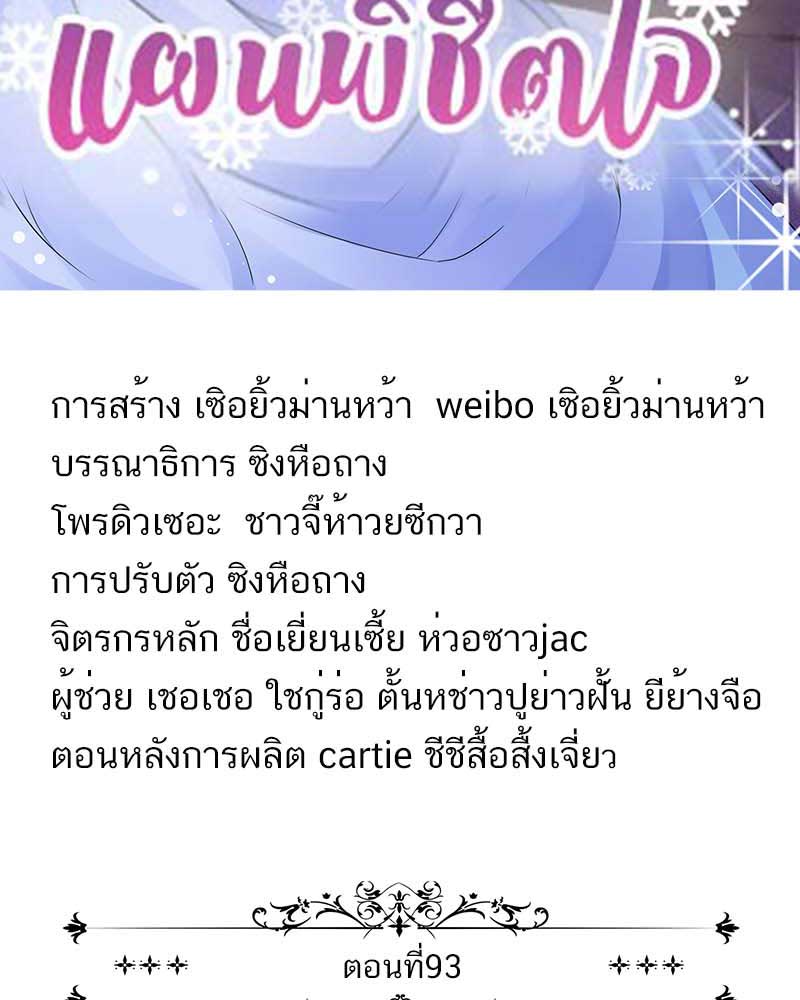 แผนพิชิตใจ
การสร้าง เซิอยิ้วม่านหว้า weibo เซิอยิ้วม่านหว้า
บรรณาธิการ ซิงหือถาง
โพรดิวเซอะ ชาวจี๊ห้าวยซีกวา
การปรับตัว ซิงหือถาง
จิตรกรหลัก ชื่อเยี่ยนเซี้ย ห่วอซาวjac
ผู้ช่วย เชอเชอ ใชกู่ร่อ ตั้นหช่าวปูย่าวฝั้น ยีย้างจือ
ตอนหลังการผลิต cartie ชีชีสื้อสิ้งเจี่ยว
ตอนที่93